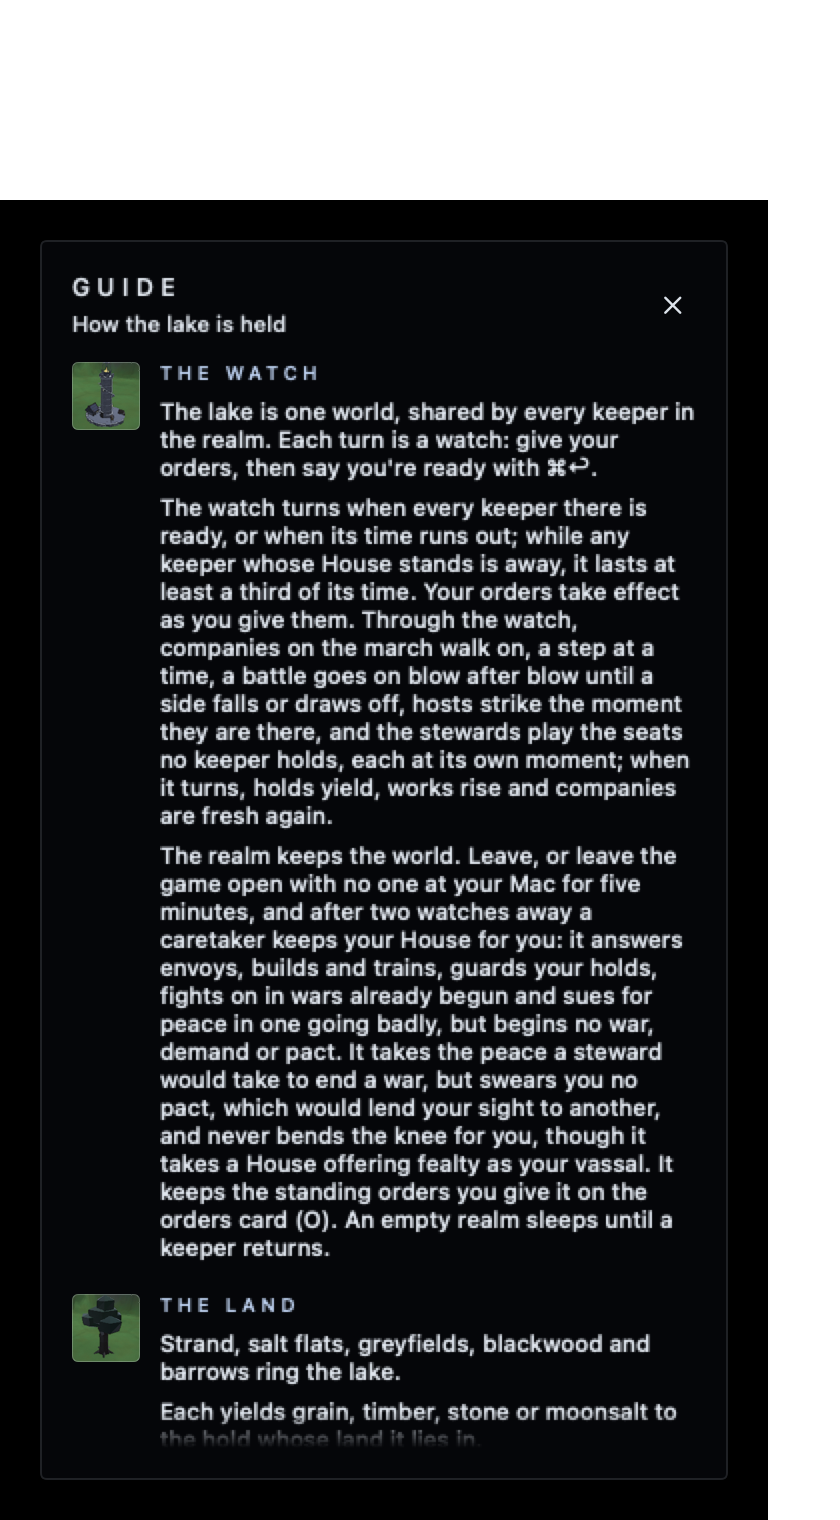 GUIDE
How the lake is held
THE WATCH
The lake is one world, shared by every keeper in
the realm. Each turn is a watch: give your
orders, then say you're ready with ⌘↩.
The watch turns when every keeper there is
ready, or when its time runs out; while any
keeper whose House stands is away, it lasts at
least a third of its time. Your orders take effect
as you give them. Through the watch,
companies on the march walk on, a step at a
time, a battle goes on blow after blow until a
side falls or draws off, hosts strike the moment
they are there, and the stewards play the seats
no keeper holds, each at its own moment; when
it turns, holds yield, works rise and companies
are fresh again.
The realm keeps the world. Leave, or leave the
game open with no one at your Mac for five
minutes, and after two watches away a
caretaker keeps your House for you: it answers
envoys, builds and trains, guards your holds,
fights on in wars already begun and sues for
peace in one going badly, but begins no war,
demand or pact. It takes the peace a steward
would take to end a war, but swears you no
pact, which would lend your sight to another,
and never bends the knee for you, though it
takes a House offering fealty as your vassal. It
keeps the standing orders you give it on the
orders card (O). An empty realm sleeps until a
keeper returns.
THE LAND
Strand, salt flats, greyfields, blackwood and
barrows ring the lake.
Each yields grain, timber, stone or moonsalt to
the hold whose land it lies in.